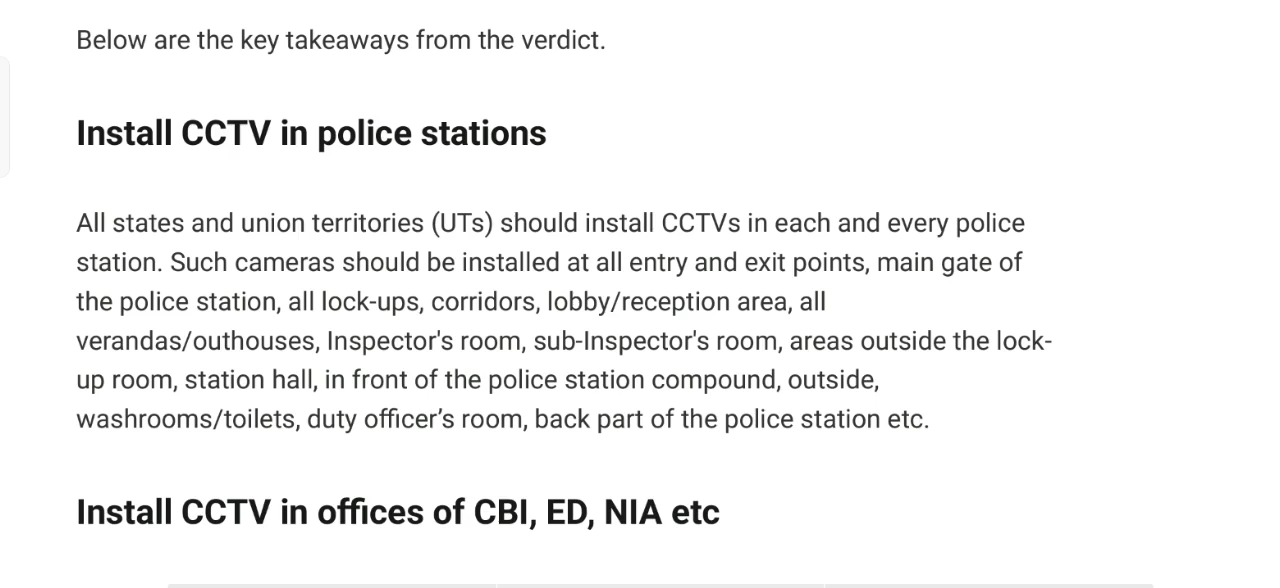 Below are the key takeaways from the verdict.
Install CCTV in police stations
All states and union territories (UTs) should install CCTVs in each and every police
station. Such cameras should be installed at all entry and exit points, main gate of
the police station, all lock-ups, corridors, lobby/reception area, all
verandas/outhouses, Inspector's room, sub-Inspector's room, areas outside the lock-
up room, station hall, in front of the police station compound, outside,
washrooms/toilets, duty officer’s room, back part of the police station etc.
Install CCTV in offices of CBI, ED, NIA etc